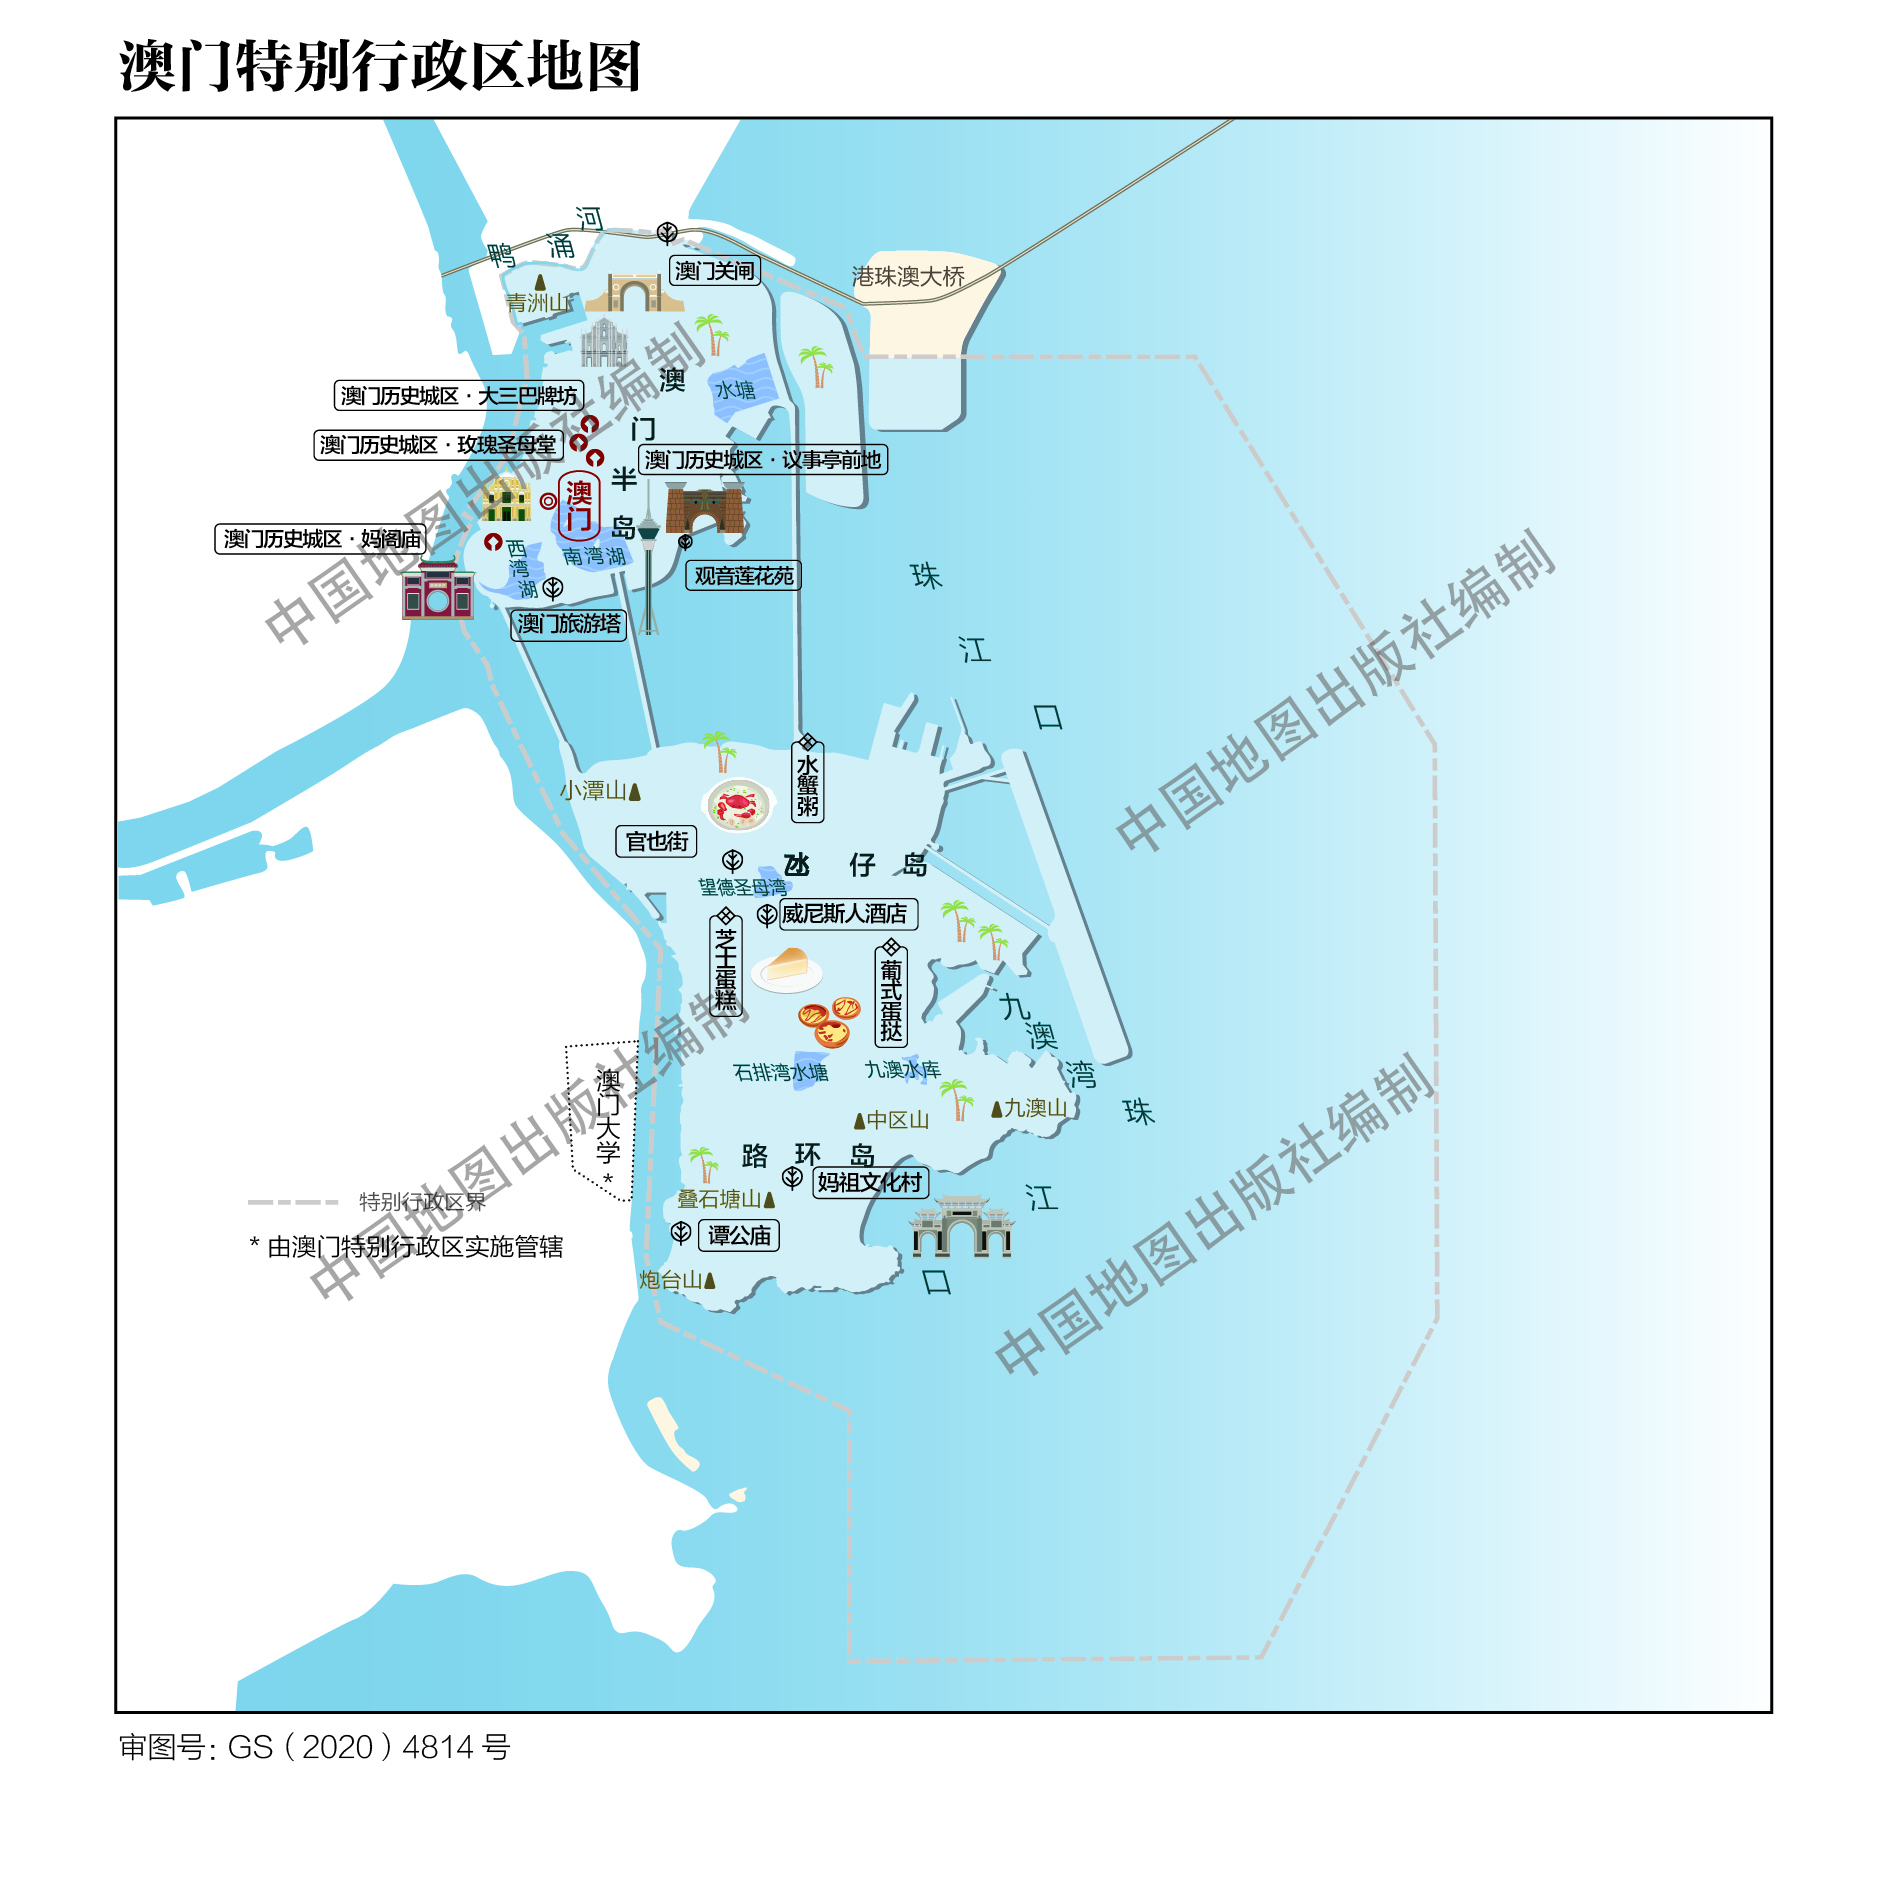 澳门特别行政区地图
鸭涌河
澳门关闸
港珠澳大桥
青洲山
澳门半岛
水塘
澳门历史城区·大三巴牌坊
澳门历史城区·玫瑰圣母堂
澳门历史城区·议事亭前地
澳门
澳门历史城区·妈阁庙
西湾湖
南湾湖
观音莲花苑
澳门旅游塔
珠江口
水蟹粥
小潭山
官也街
氹仔岛
望德圣母湾
威尼斯人酒店
芝士蛋糕
葡式蛋挞
九澳湾
石排湾水塘
九澳水库
澳门大学*
中区山
九澳山
珠江口
路环岛
妈祖文化村
叠石塘山
谭公庙
炮台山
特别行政区界
* 由澳门特别行政区实施管辖
中国地图出版社编制
中国地图出版社编制
中国地图出版社编制
中国地图出版社编制
审图号：GS（2020）4814 号